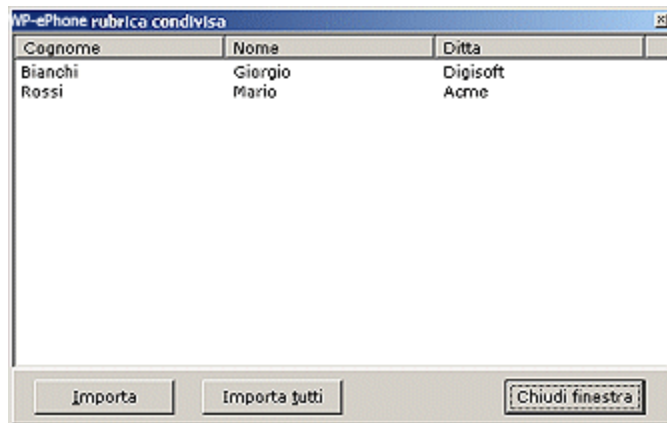 WP-ePhone rubrica condivisa
Cognome Nome Ditta
Bianchi Giorgio Digisoft
Rossi Mario Acme
Importa Importa tutti Chiudi finestra